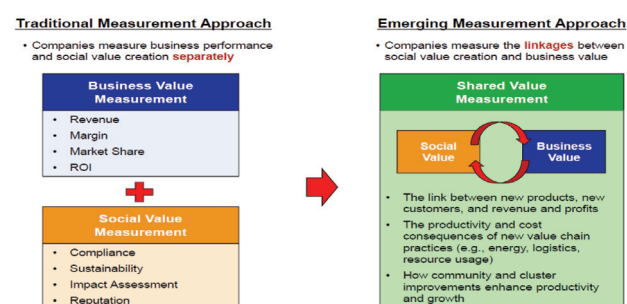 Traditional Measurement Approach
• Companies measure business performance
and social value creation separately
Business Value
Measurement
• Revenue
• Margin
• Market Share
• ROI
Social Value
Measurement
• Compliance
• Sustainability
• Impact Assessment
• Reputation
Emerging Measurement Approach
• Companies measure the linkages between
social value creation and business value
Shared Value
Measurement
Social
Value
Business
Value
• The link between new products, new
customers, and revenue and profits
• The productivity and cost
consequences of new value chain
practices (e.g., energy, logistics,
resource usage)
• How community and cluster
improvements enhance productivity
and growth